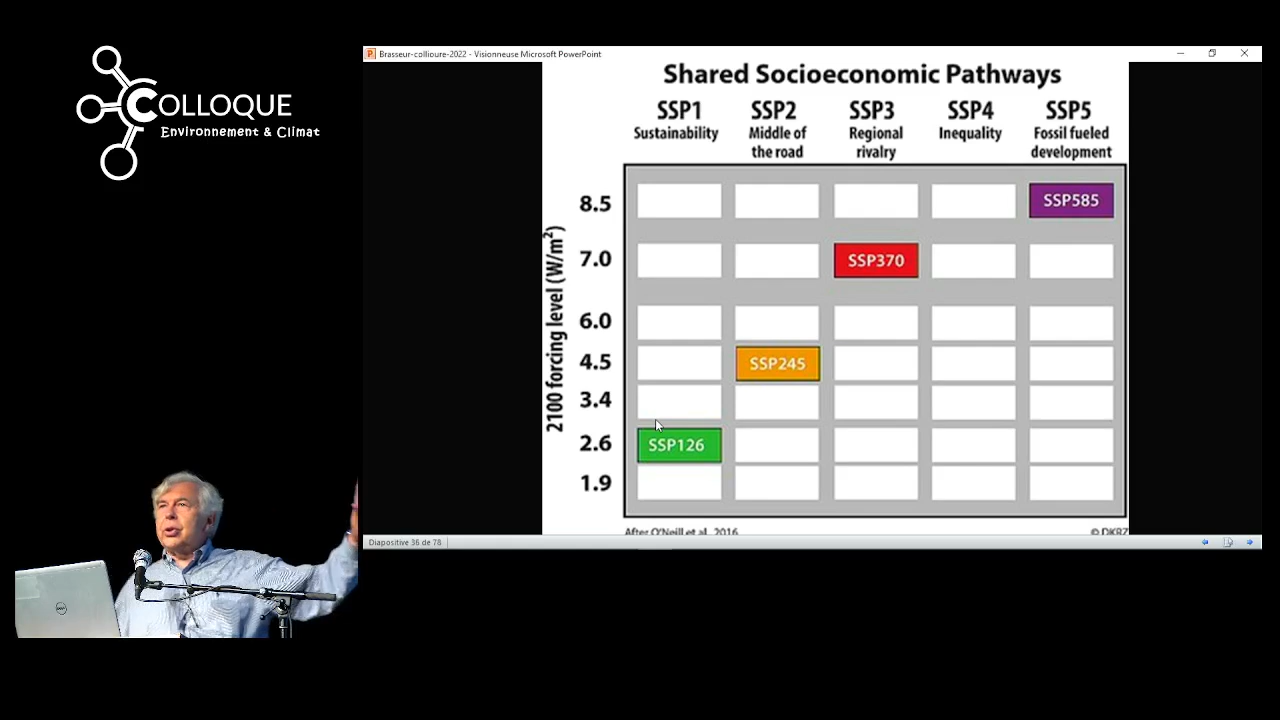 COLLOQUE
Environnement & Climat
Brasseur-collioure-2022 - Visionneuse Microsoft PowerPoint
Shared Socioeconomic Pathways
SSP1 SSP2 SSP3 SSP4 SSP5
Sustainability Middle of Regional Inequality Fossil fueled
the road rivalry development
8.5 SSP585
7.0 SSP370
6.0
4.5 SSP245
3.4
2.6 SSP126
1.9
2100 forcing level (W/m²)
After O'Neill et al. 2016 © DKRZ
Diapositive 36 de 78
DELL